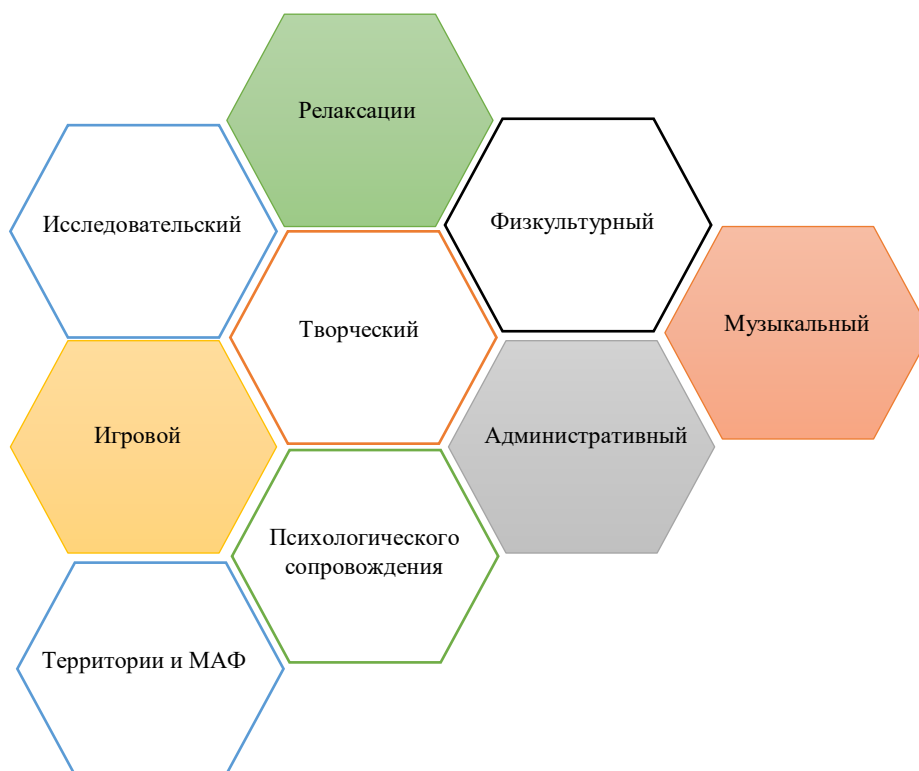 Релаксации
Исследовательский
Физкультурный
Музыкальный
Творческий
Игровой
Административный
Психологического
сопровождения
Территории и МАФ